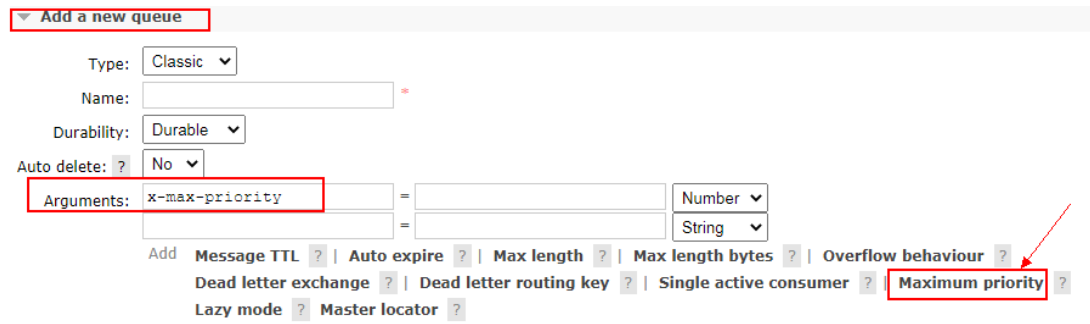 Add a new queue
Type: Classic
Name: *
Durability: Durable
Auto delete: ? No
Arguments: x-max-priority = Number
= String
Add Message TTL ? | Auto expire ? | Max length ? | Max length bytes ? | Overflow behaviour ?
Dead letter exchange ? | Dead letter routing key ? | Single active consumer ? | Maximum priority ?
Lazy mode ? Master locator ?